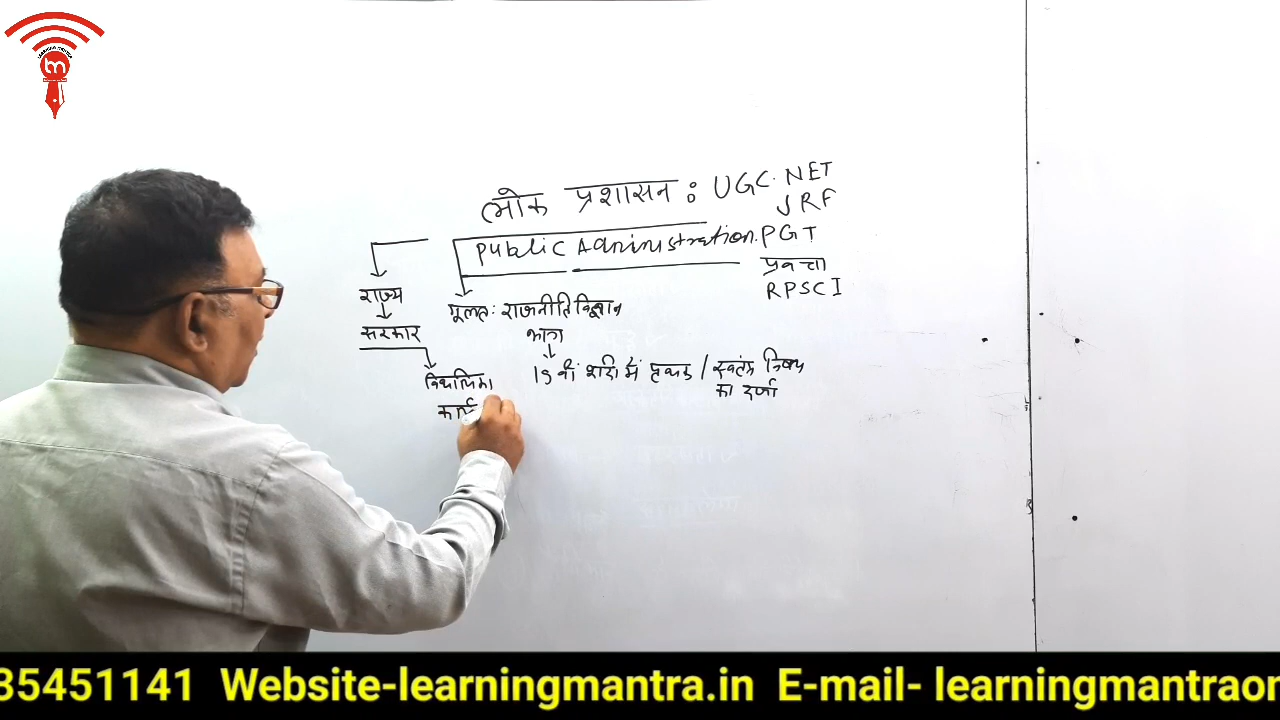 लोक प्रशासन : UGC. NET
JRF
Public Administration. PGT
प्रवक्ता
RPSC I
राज्य
मूलतः राजनीति विज्ञान
सरकार
भाग
विधायिका
19 वीं शदी में पृथक / स्वतंत्र विषय
का दर्जा
कार्य
35451141 Website-learningmantra.in E-mail- learningmantraor